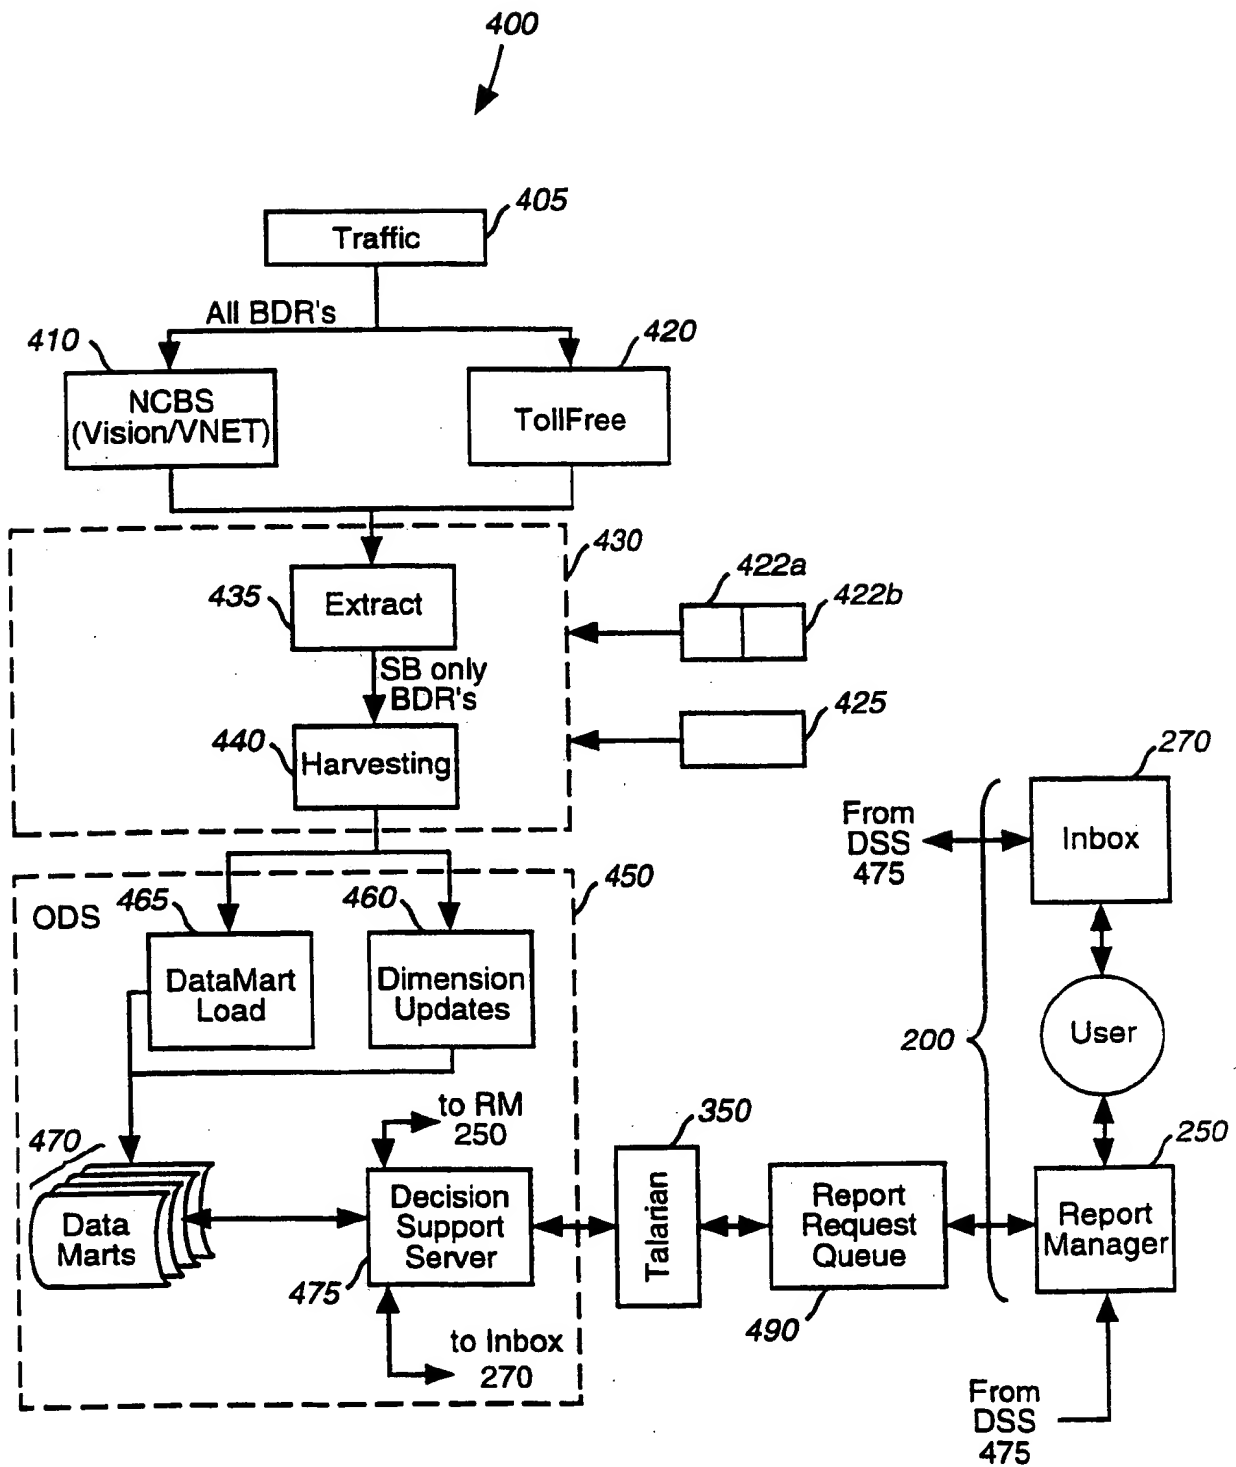 400
405
Traffic
All BDR's
410
420
NCBS
(Vision/VNET)
TollFree
430
435
Extract
422a
422b
SB only
BDR's
425
440
Harvesting
270
From
DSS
475
Inbox
450
ODS
465
460
DataMart
Load
Dimension
Updates
User
200
to RM
250
350
250
470
Data
Marts
Decision
Support
Server
475
Talarian
Report
Request
Queue
490
Report
Manager
to Inbox
270
From
DSS
475